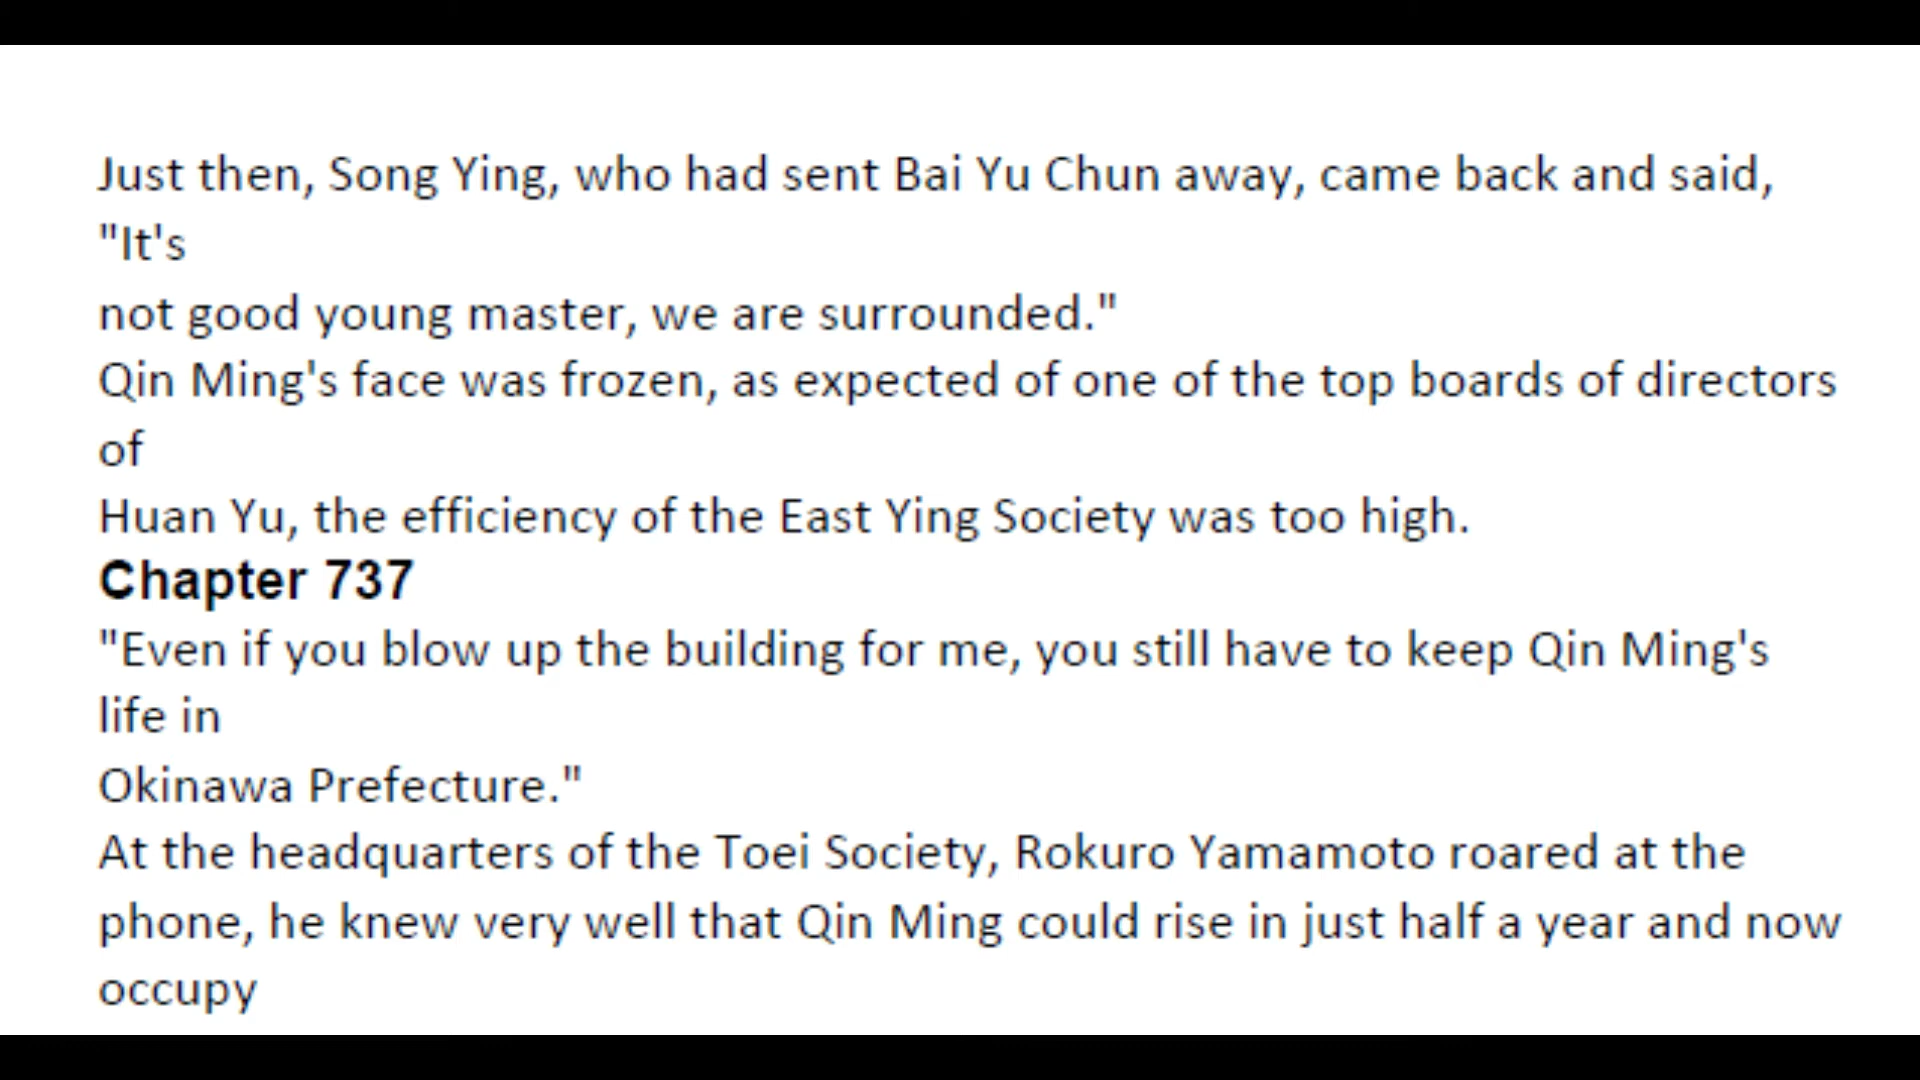 Just then, Song Ying, who had sent Bai Yu Chun away, came back and said,
"It's
not good young master, we are surrounded."
Qin Ming's face was frozen, as expected of one of the top boards of directors
of
Huan Yu, the efficiency of the East Ying Society was too high.
Chapter 737
"Even if you blow up the building for me, you still have to keep Qin Ming's
life in
Okinawa Prefecture."
At the headquarters of the Toei Society, Rokuro Yamamoto roared at the
phone, he knew very well that Qin Ming could rise in just half a year and now
occupy